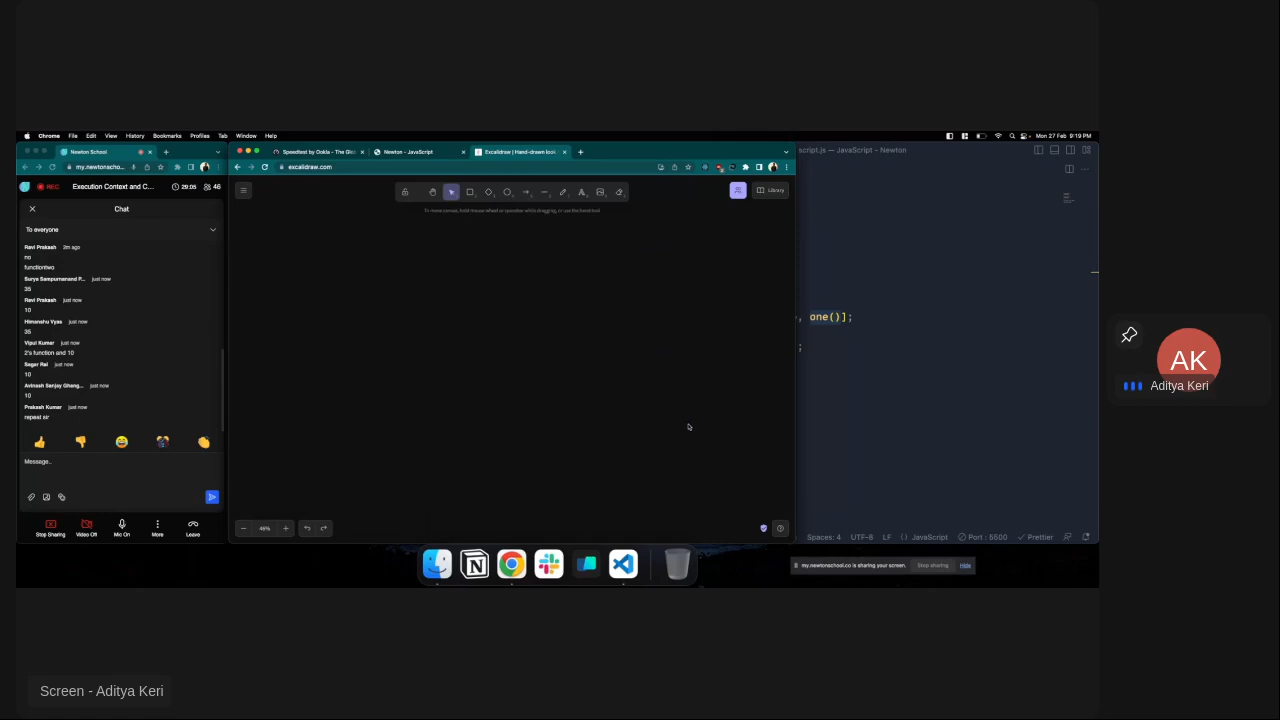 Chrome File Edit View History Bookmarks Profiles Tab Window Help
Mon 27 Feb 9:19 PM
Newton School
my.newtonscho...
REC Execution Context and C... 29:05 46
Chat
To everyone
Ravi Prakash 3m ago
no
functiontwo
Surya Sampurnanand P... just now
35
Ravi Prakash just now
10
Himanshu Vyas just now
35
Vipul Kumar just now
2's function and 10
Sagar Rai just now
10
Avinash Sanjay Ghang... just now
10
Prakash Kumar just now
repeat sir
Message..
Stop Sharing Video Off Mic On More Leave
Speedtest by Ookla - The Glo Newton - JavaScript Excalidraw | Hand-drawn look
excalidraw.com
Library
To move canvas, hold mouse wheel or spacebar while dragging, or use the hand tool
46%
script.js — JavaScript - Newton
, one()];
;
Spaces: 4 UTF-8 LF {} JavaScript Port : 5500 Prettier
my.newtonschool.co is sharing your screen. Stop sharing Hide
AK
Aditya Keri
Screen - Aditya Keri